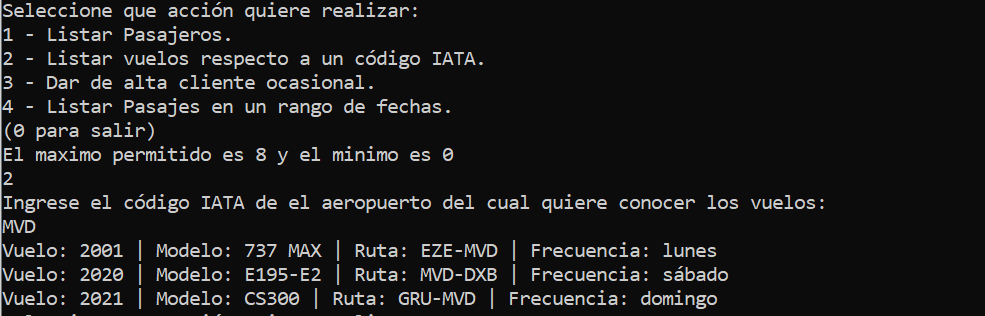 Seleccione que acción quiere realizar:
1 - Listar Pasajeros.
2 - Listar vuelos respecto a un código IATA.
3 - Dar de alta cliente ocasional.
4 - Listar Pasajes en un rango de fechas.
(0 para salir)
El maximo permitido es 8 y el minimo es 0
2
Ingrese el código IATA de el aeropuerto del cual quiere conocer los vuelos:
MVD
Vuelo: 2001 | Modelo: 737 MAX | Ruta: EZE-MVD | Frecuencia: lunes
Vuelo: 2020 | Modelo: E195-E2 | Ruta: MVD-DXB | Frecuencia: sábado
Vuelo: 2021 | Modelo: CS300 | Ruta: GRU-MVD | Frecuencia: domingo